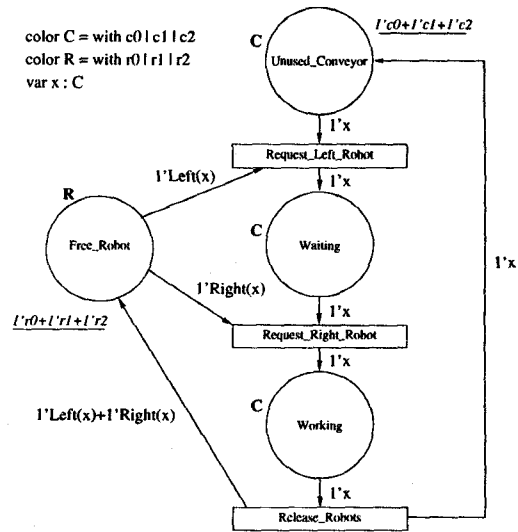 color C = with c0 | c1 | c2
color R = with r0 | r1 | r2
var x : C
C
1'c0+1'c1+1'c2
Unused_Conveyor
1'x
Request_Left_Robot
1'Left(x)
1'x
R
C
Free_Robot
Waiting
1'x
1'Right(x)
1'r0+1'r1+1'r2
1'x
Request_Right_Robot
1'x
C
1'Left(x)+1'Right(x)
Working
1'x
Release_Robots